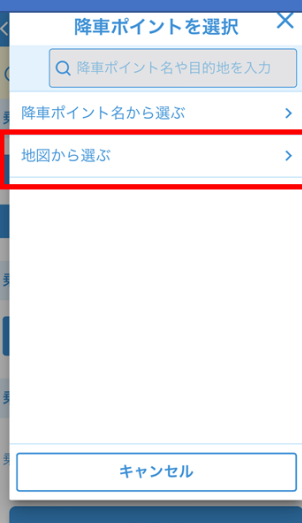 降車ポイントを選択
降車ポイント名や目的地を入力
降車ポイント名から選ぶ
地図から選ぶ
キャンセル